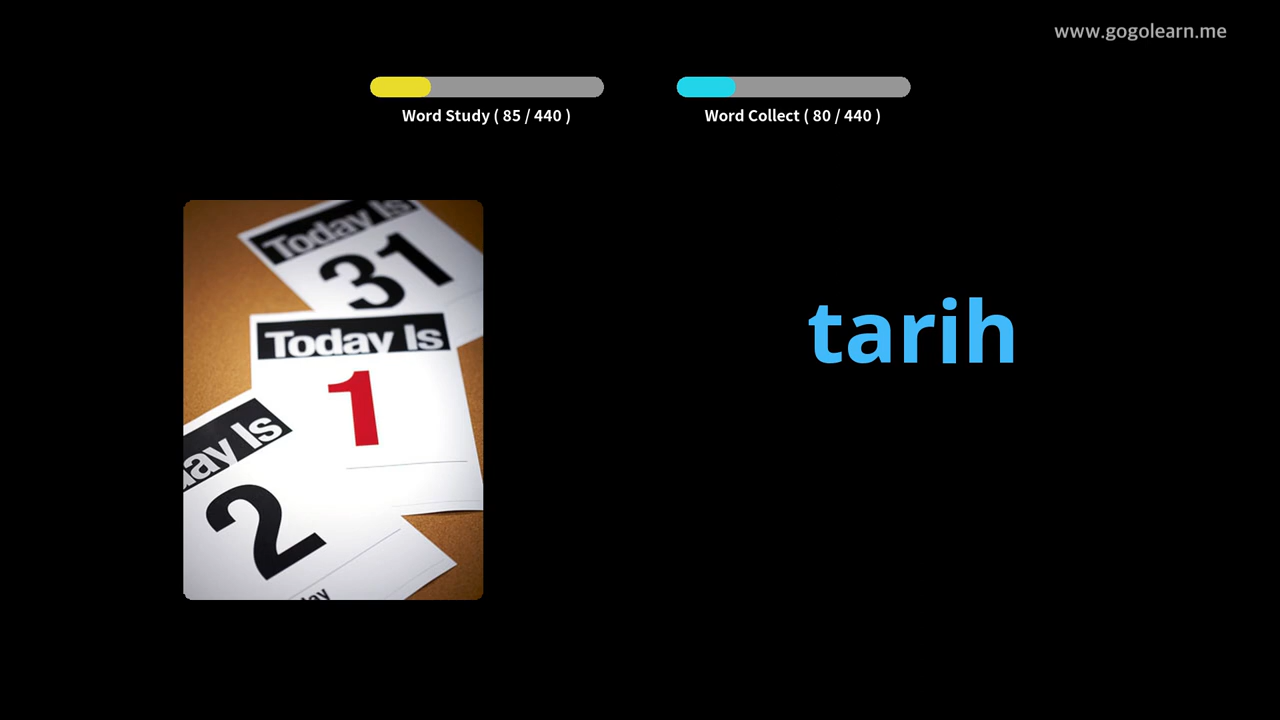 www.gogolearn.me
Word Study ( 85 / 440 )
Word Collect ( 80 / 440 )
Today Is
31
Today Is
1
tarih
ay Is
2